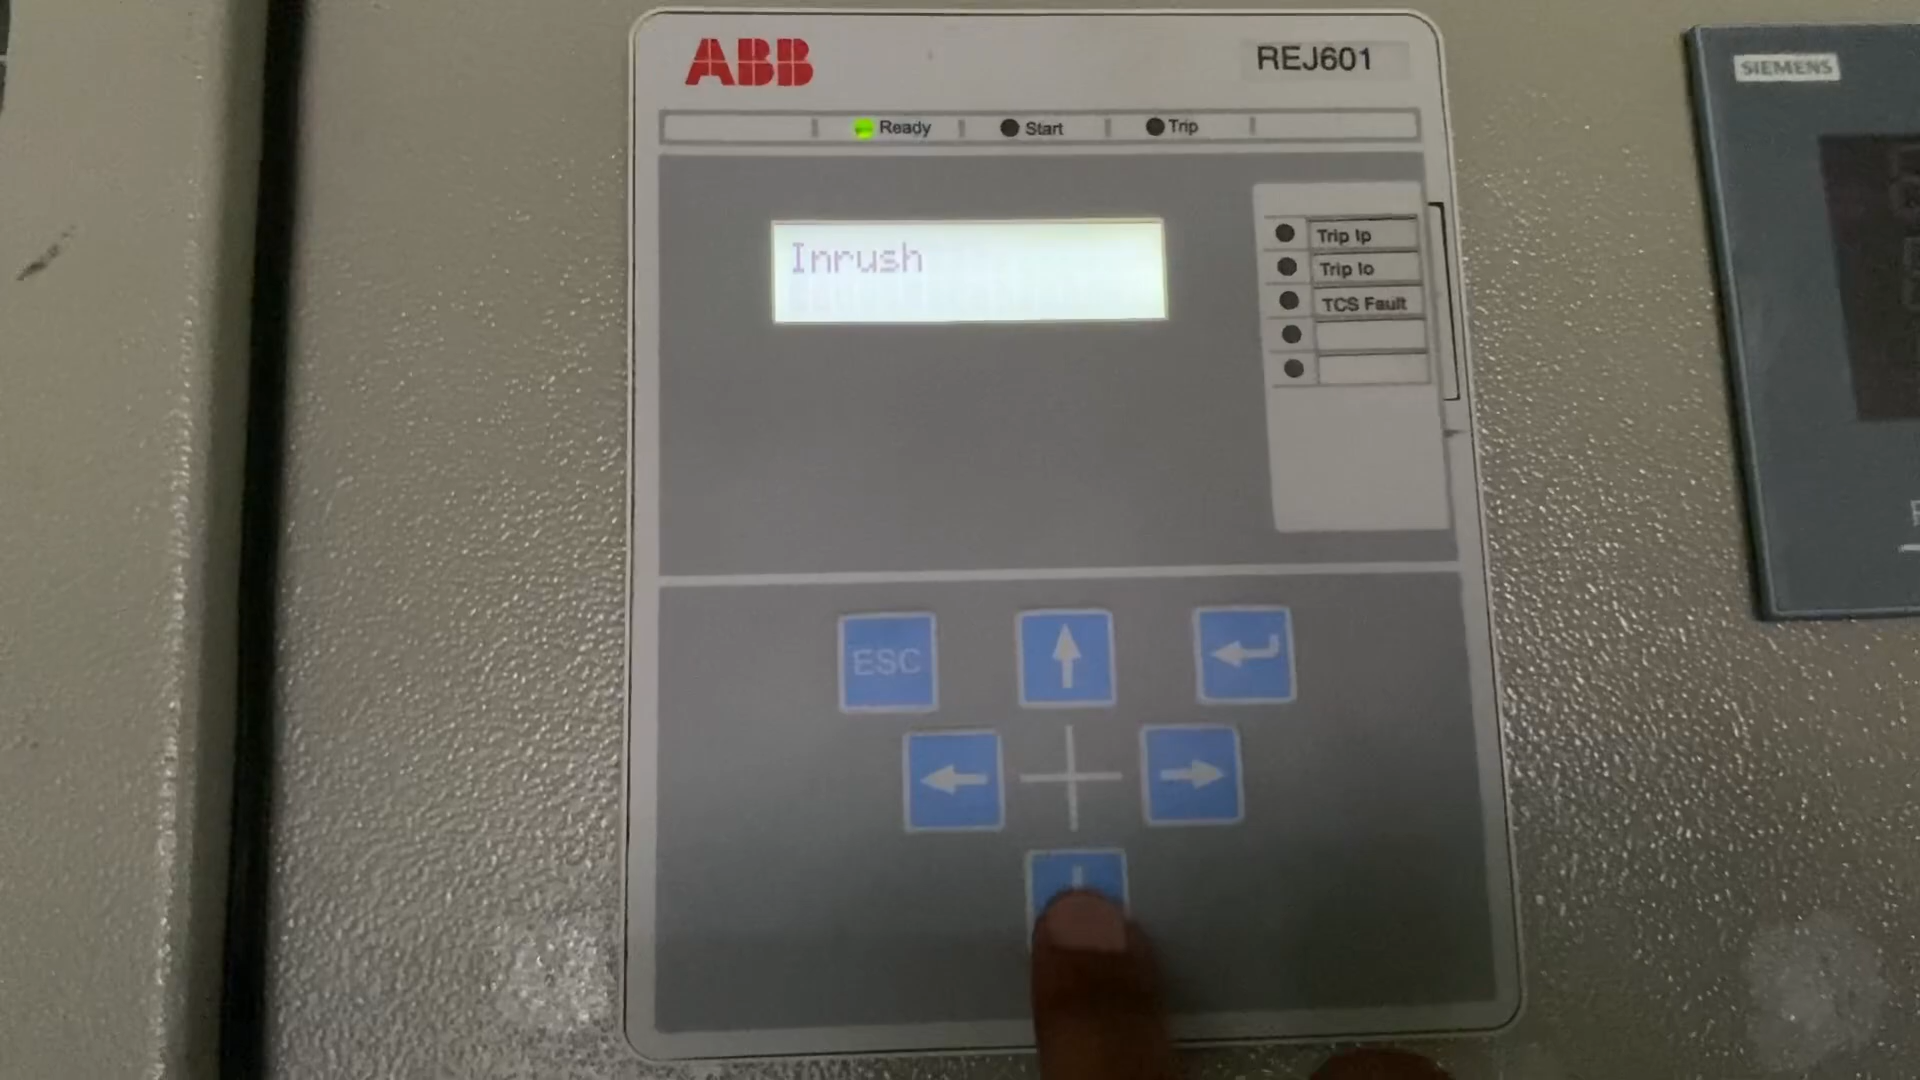 ABB
REJ601
SIEMENS
Ready
Start
Trip
Inrush
Trip Ip
Trip Io
TCS Fault
ESC